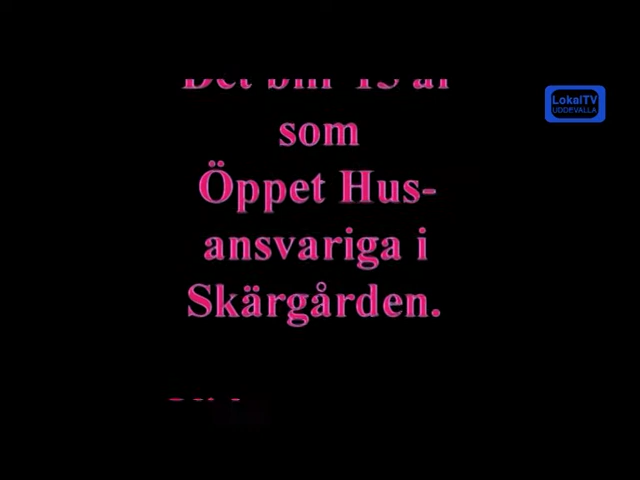 som
Öppet Hus-
ansvariga i
Skärgården.
LokalTV
UDDEVALLA